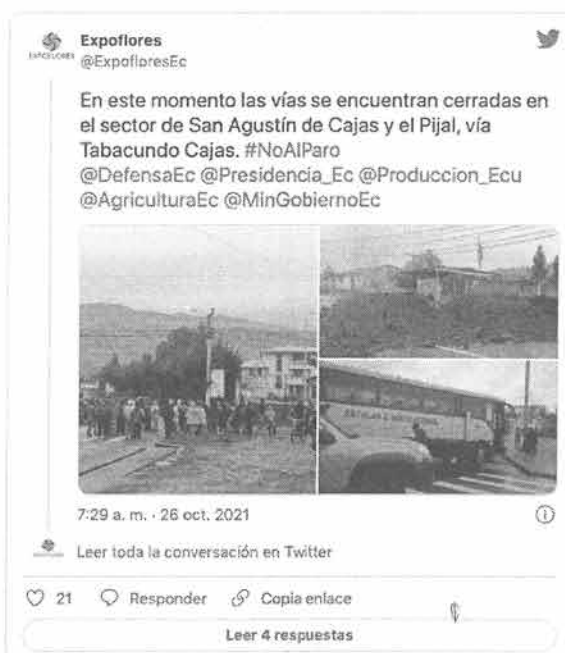 Expoflores
EXPOFLORES
@ExpofloresEc
En este momento las vías se encuentran cerradas en
el sector de San Agustín de Cajas y el Pijal, vía
Tabacundo Cajas. #NoAlParo
@DefensaEc @Presidencia_Ec @Produccion_Ecu
@AgriculturaEc @MinGobiernoEc
7:29 a. m. · 26 oct. 2021
Leer toda la conversación en Twitter
21 Responder Copia enlace
Leer 4 respuestas